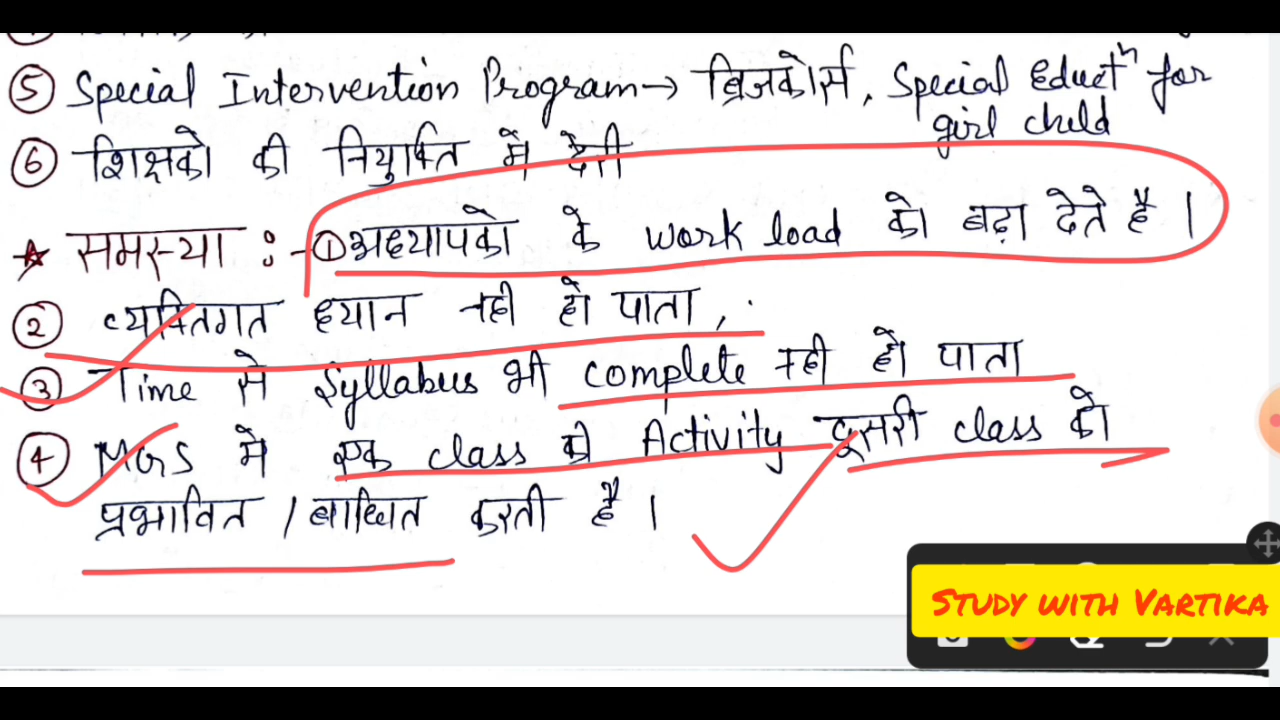 ⑤ Special Intervention Program→ ब्रिजकोर्स, Special Eductⁿ for
girl child
⑥ शिक्षको की नियुक्ति में देरी
★ समस्या :- ① अध्यापको के work load को बढ़ा देते है।
② व्यक्तिगत ध्यान नही हो पाता,
③ Time से Syllabus भी complete नही हो पाता
④ MGS में एक class की Activity दूसरी class को
प्रभावित / बाधित करती है।
STUDY WITH VARTIKA